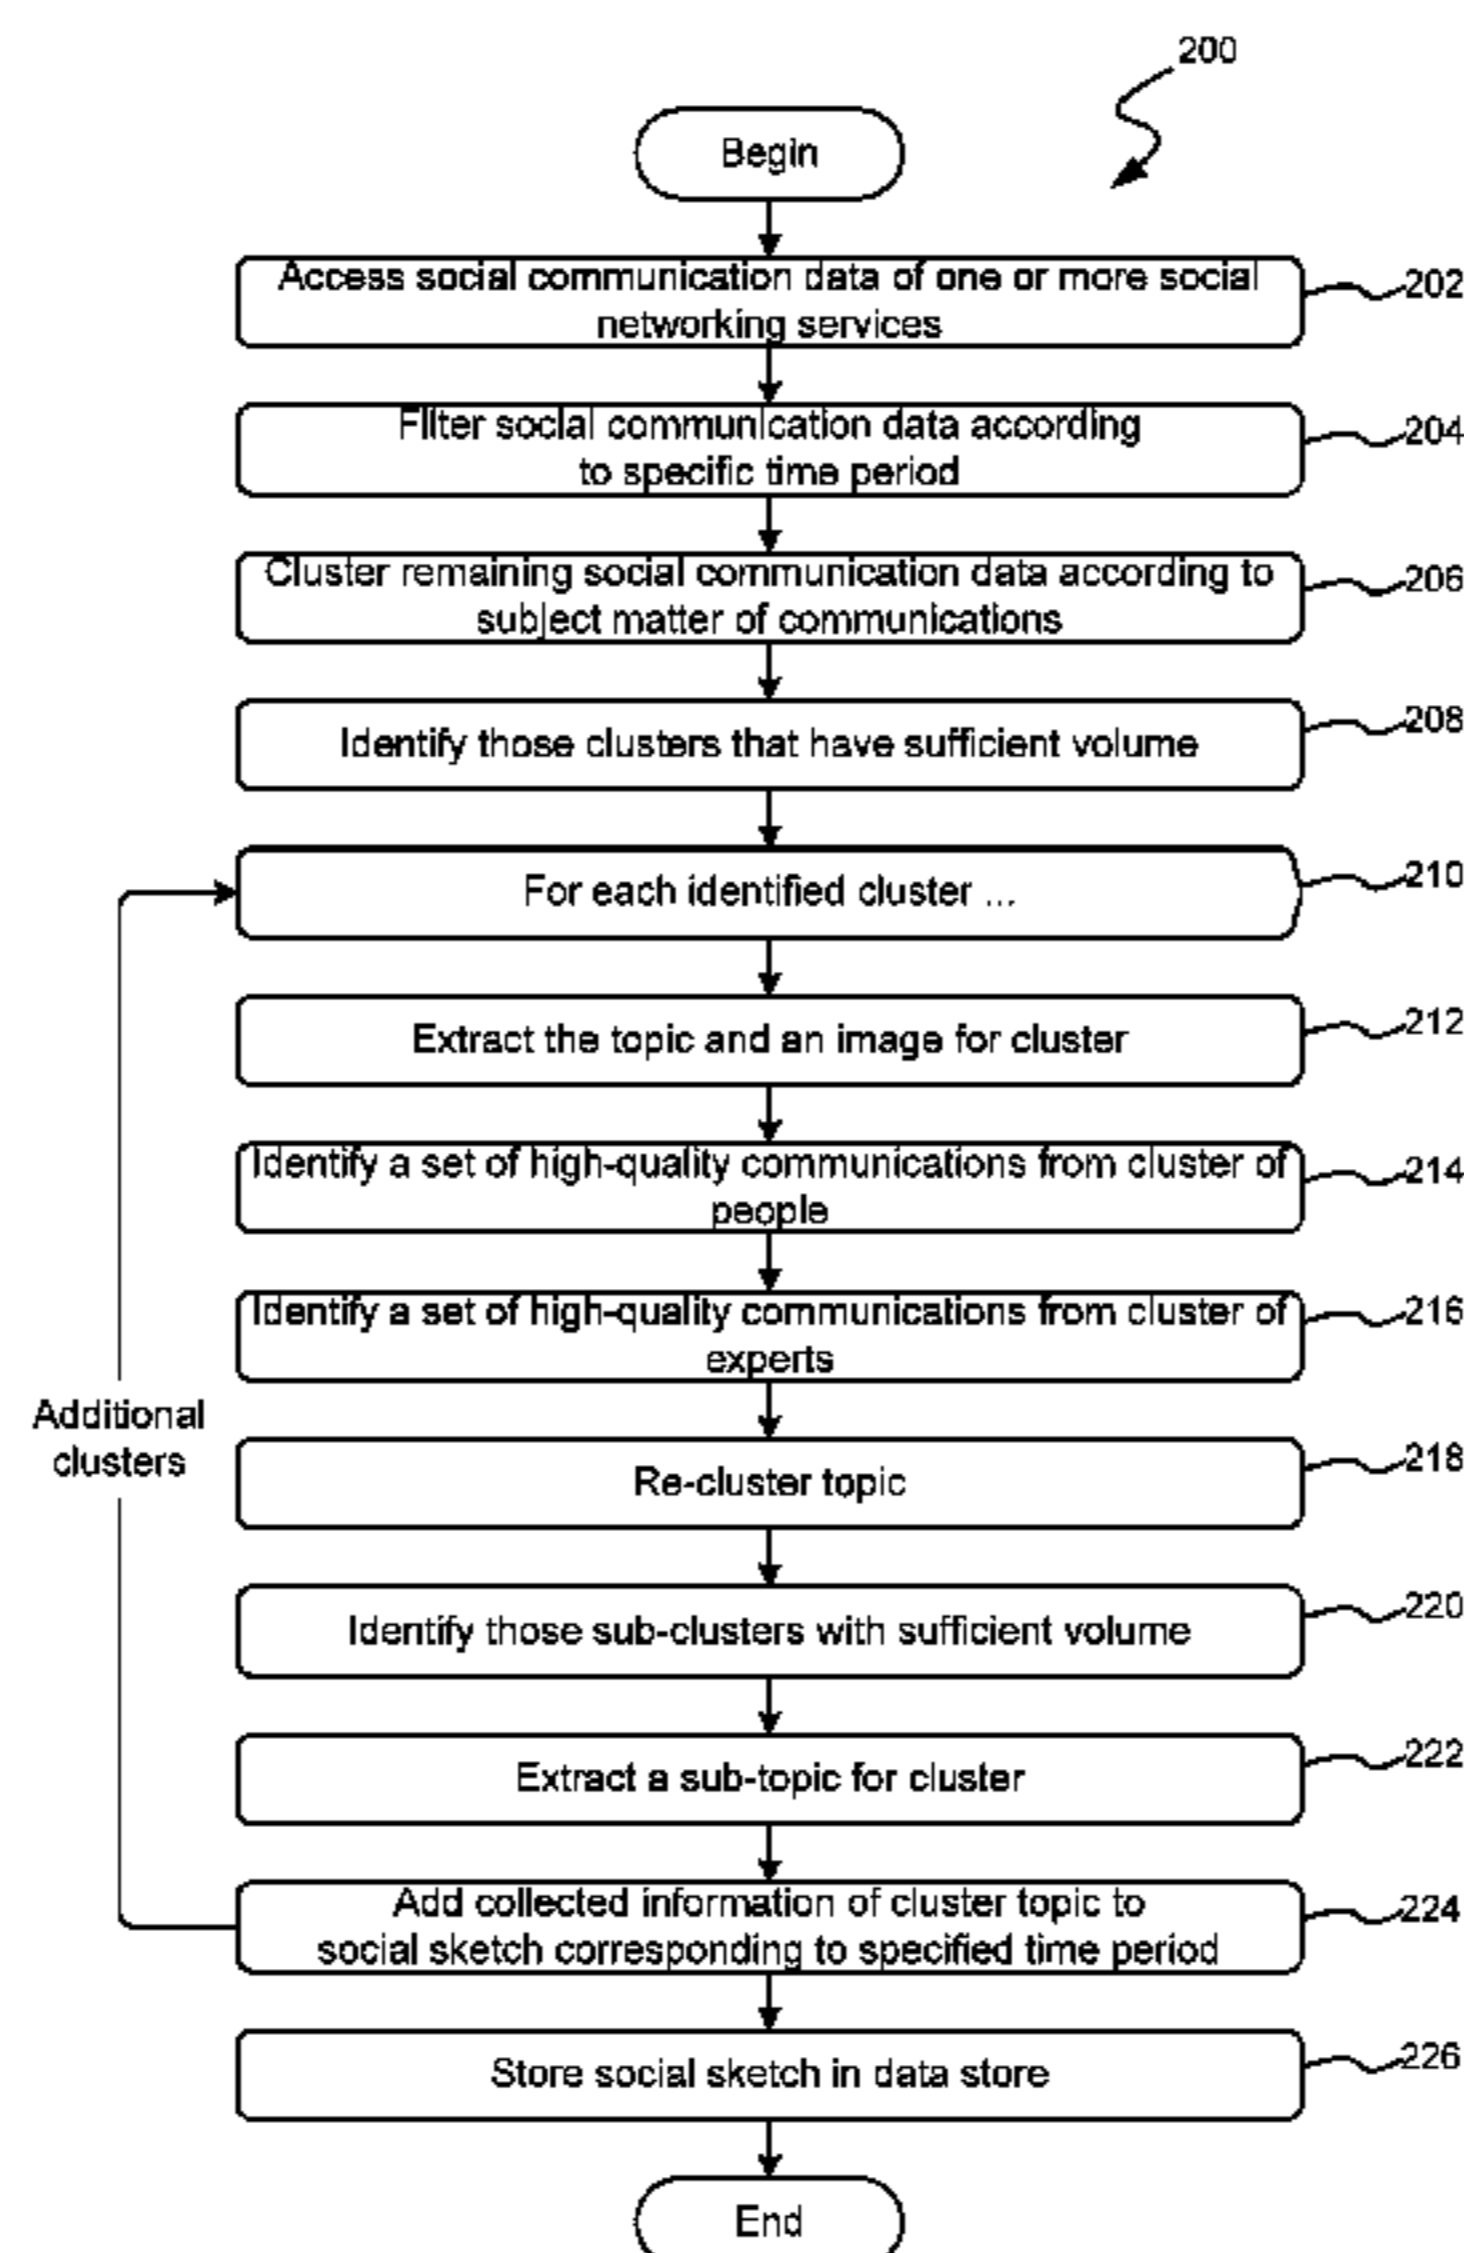 200
Begin
Access social communication data of one or more social
networking services
202
Filter social communication data according
to specific time period
204
Cluster remaining social communication data according to
subject matter of communications
206
Identify those clusters that have sufficient volume
208
For each identified cluster ...
210
Extract the topic and an image for cluster
212
Identify a set of high-quality communications from cluster of
people
214
Identify a set of high-quality communications from cluster of
experts
216
Additional
clusters
Re-cluster topic
218
Identify those sub-clusters with sufficient volume
220
Extract a sub-topic for cluster
222
Add collected information of cluster topic to
social sketch corresponding to specified time period
224
Store social sketch in data store
226
End